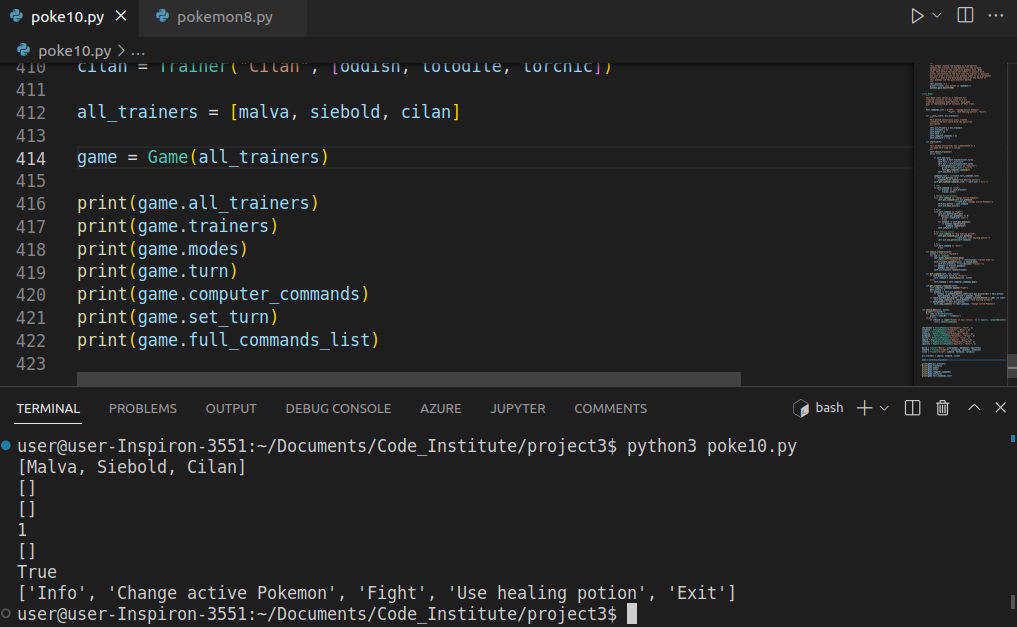 poke10.py
pokemon8.py
poke10.py > ...
410 cilan = Trainer("Cilan", [oddish, totodile, torchic])
411
412 all_trainers = [malva, siebold, cilan]
413
414 game = Game(all_trainers)
415
416 print(game.all_trainers)
417 print(game.trainers)
418 print(game.modes)
419 print(game.turn)
420 print(game.computer_commands)
421 print(game.set_turn)
422 print(game.full_commands_list)
423
TERMINAL PROBLEMS OUTPUT DEBUG CONSOLE AZURE JUPYTER COMMENTS bash
user@user-Inspiron-3551:~/Documents/Code_Institute/project3$ python3 poke10.py
[Malva, Siebold, Cilan]
[]
[]
1
[]
True
['Info', 'Change active Pokemon', 'Fight', 'Use healing potion', 'Exit']
user@user-Inspiron-3551:~/Documents/Code_Institute/project3$